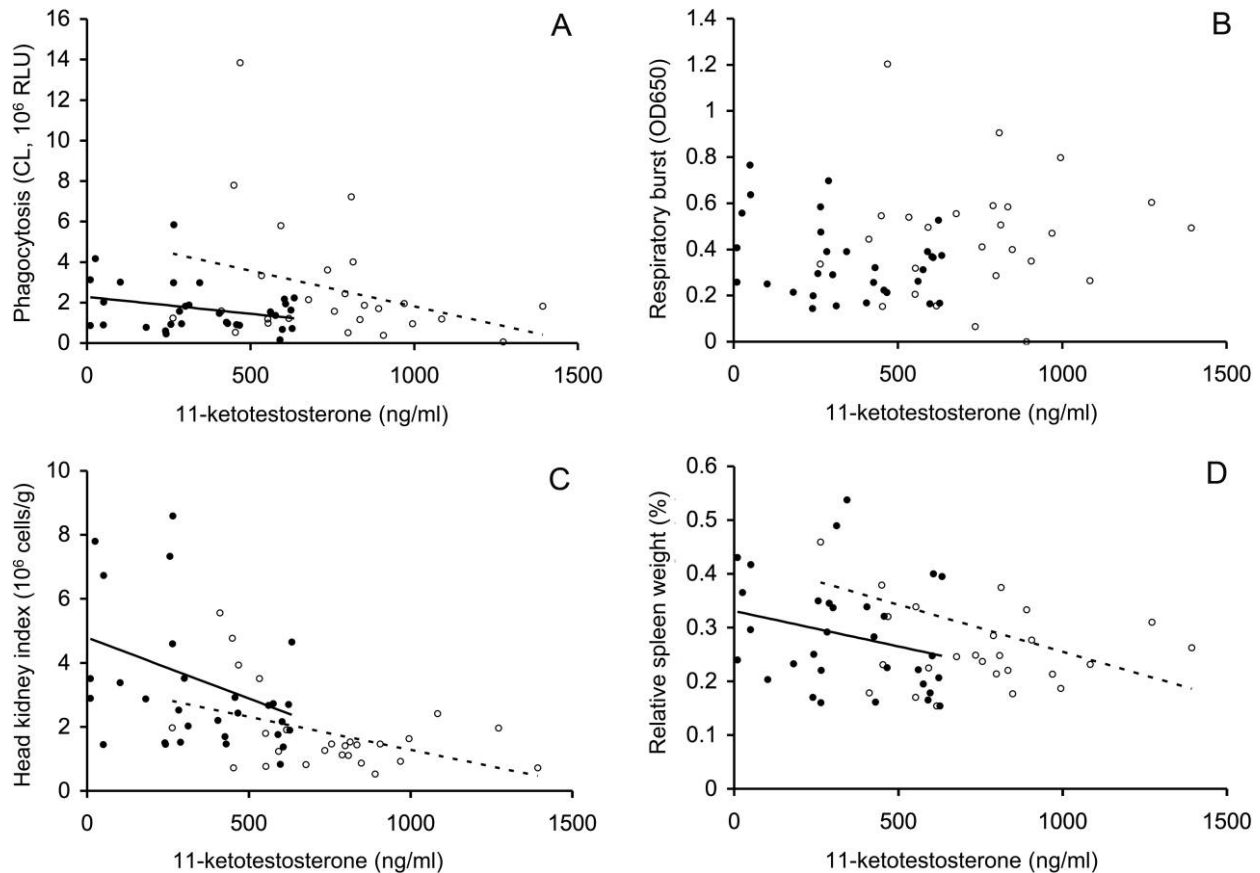 A
Phagocytosis (CL, 10⁶ RLU)
16
14
12
10
8
6
4
2
0
0 500 1000 1500
11-ketotestosterone (ng/ml)
B
Respiratory burst (OD650)
1.4
1.2
1
0.8
0.6
0.4
0.2
0
0 500 1000 1500
11-ketotestosterone (ng/ml)
C
Head kidney index (10⁶ cells/g)
10
8
6
4
2
0
0 500 1000 1500
11-ketotestosterone (ng/ml)
D
Relative spleen weight (%)
0.6
0.5
0.4
0.3
0.2
0.1
0
0 500 1000 1500
11-ketotestosterone (ng/ml)